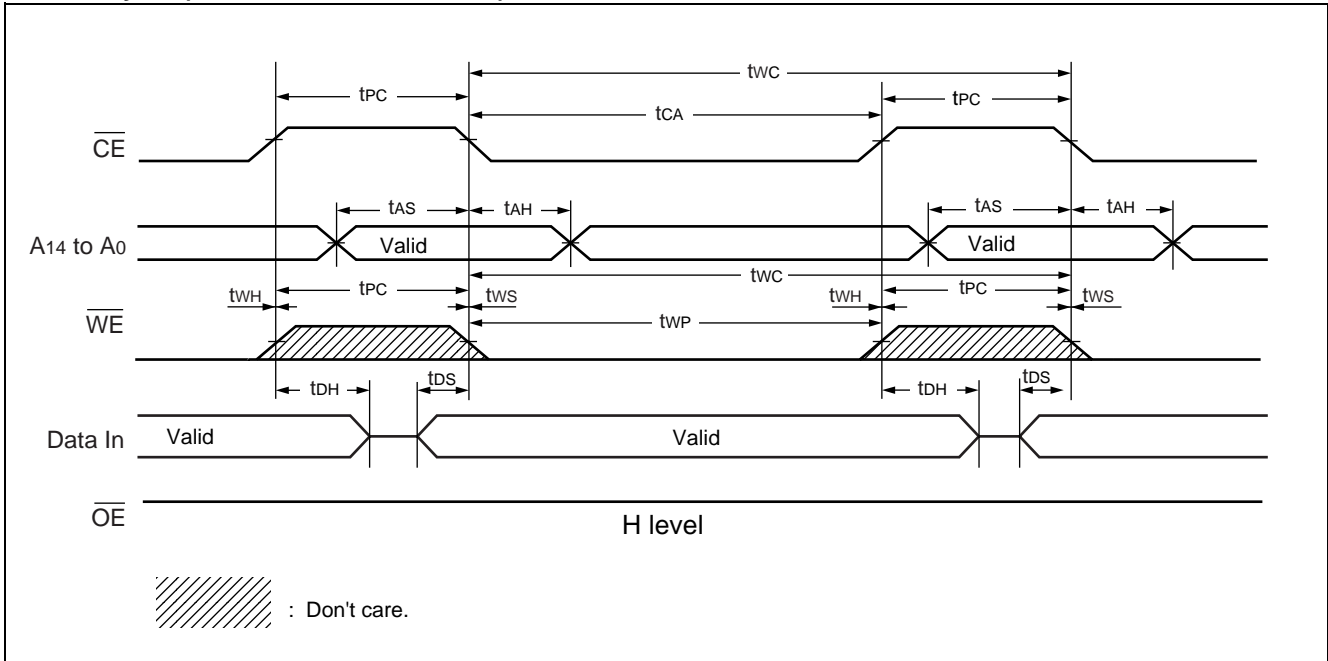 tWC
tPC tPC
tCA
CE
tAS tAH tAS tAH
A14 to A0 Valid Valid
tWC
tWH tPC tWS tWH tPC tWS
WE
tWP
tDH tDS tDH tDS
Data In Valid Valid
OE
H level
: Don't care.